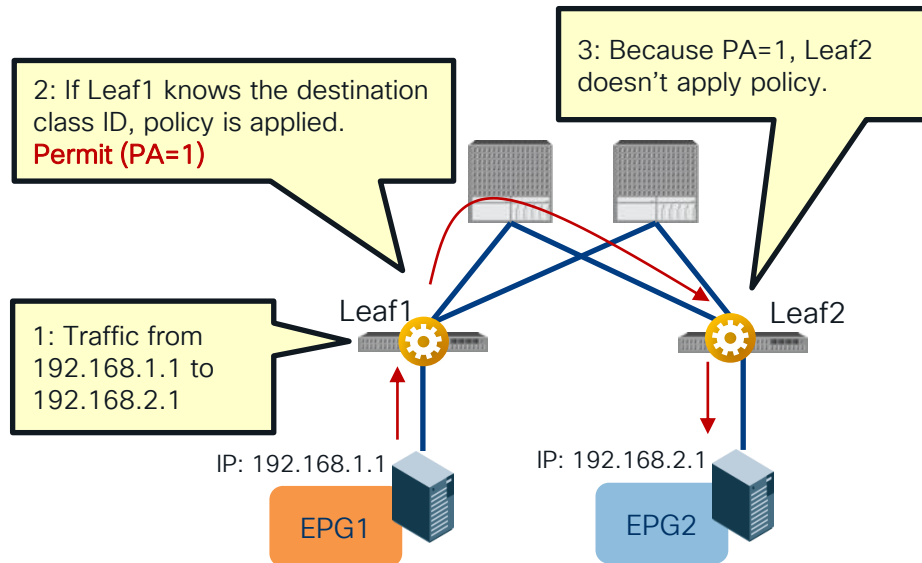 3: Because PA=1, Leaf2
doesn't apply policy.
2: If Leaf1 knows the destination
class ID, policy is applied.
Permit (PA=1)
Leaf1
Leaf2
1: Traffic from
192.168.1.1 to
192.168.2.1
IP: 192.168.1.1
IP: 192.168.2.1
EPG1
EPG2